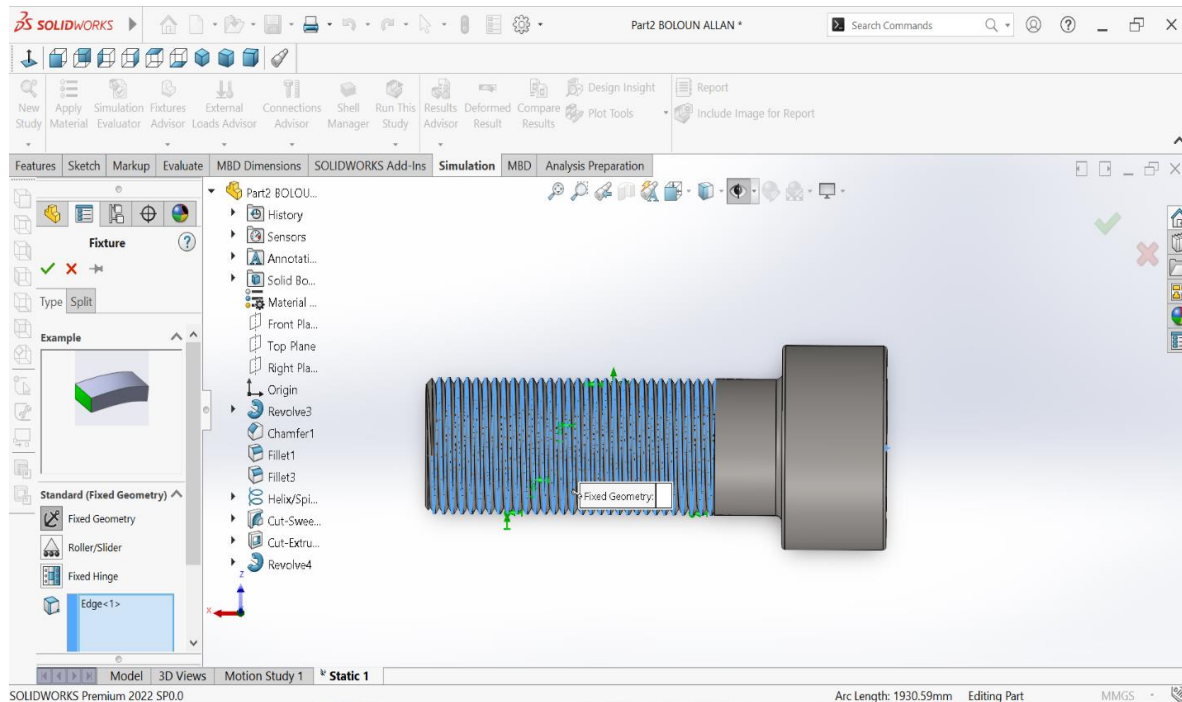 SOLIDWORKS
Part2 BOLOUN ALLAN *
Search Commands
New Study
Apply Material
Simulation Evaluator
Fixtures Advisor
External Loads Advisor
Connections Advisor
Shell Manager
Run This Study
Results Advisor
Deformed Result
Compare Results
Design Insight
Plot Tools
Report
Include Image for Report
Features
Sketch
Markup
Evaluate
MBD Dimensions
SOLIDWORKS Add-Ins
Simulation
MBD
Analysis Preparation
Fixture
Type
Split
Example
Standard (Fixed Geometry)
Fixed Geometry
Roller/Slider
Fixed Hinge
Edge<1>
Part2 BOLOU...
History
Sensors
Annotati...
Solid Bo...
Material ...
Front Pla...
Top Plane
Right Pla...
Origin
Revolve3
Chamfer1
Fillet1
Fillet3
Helix/Spi...
Cut-Swee...
Cut-Extru...
Revolve4
z
x
Fixed Geometry:
Model
3D Views
Motion Study 1
Static 1
SOLIDWORKS Premium 2022 SP0.0
Arc Length: 1930.59mm
Editing Part
MMGS